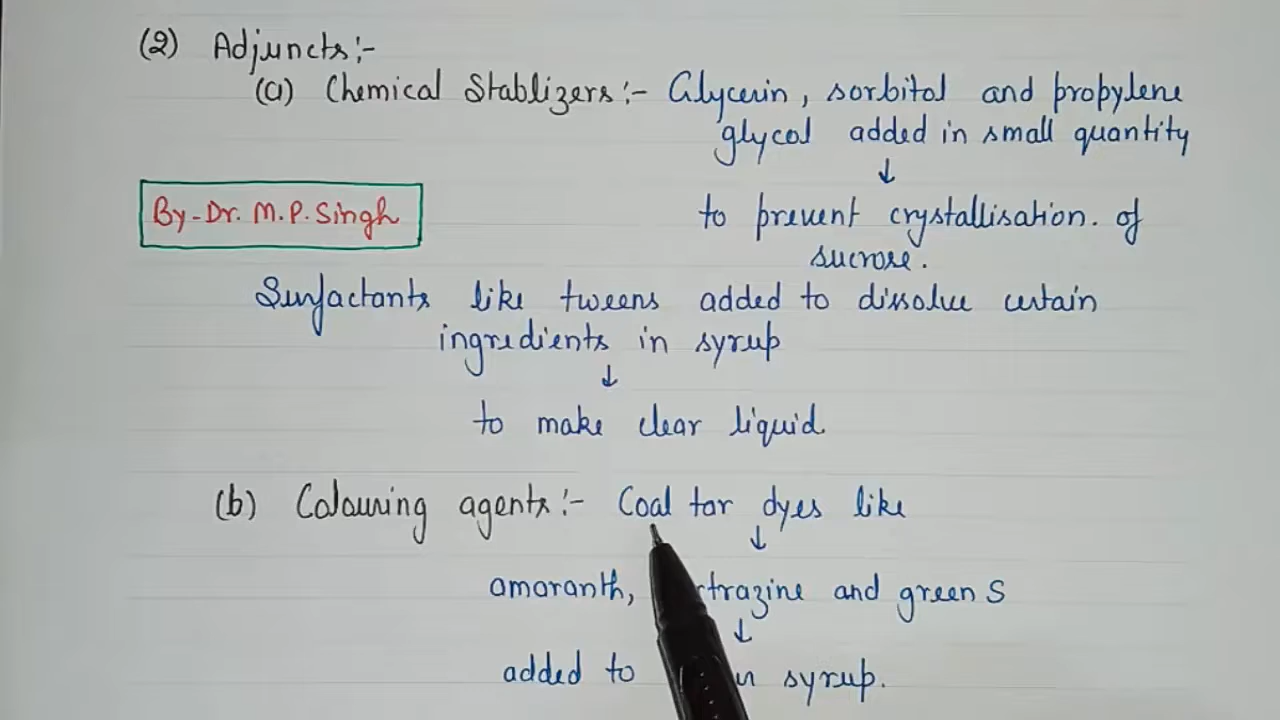 (2) Adjuncts:-
(a) Chemical Stablizers:- Glycerin, sorbitol and propylene
glycol added in small quantity
↓
By-Dr. M.P. Singh
to prevent crystallisation. of
sucrose.
Surfactants like tweens added to dissolve certain
ingredients in syrup
↓
to make clear liquid
(b) Colouring agents:- Coal tar dyes like
↓
amaranth, and green S
↓
added to syrup.